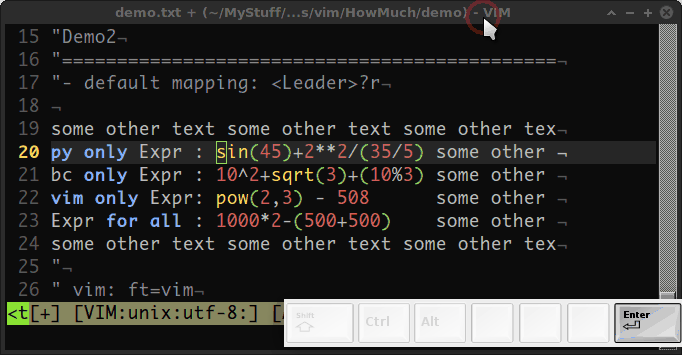 demo.txt + (~/MyStuff/...s/vim/HowMuch/demo) - VIM
15 "Demo2¬
16 "=============================================¬
17 "- default mapping: <Leader>?r¬
18 ¬
19 some other text some other text some other tex¬
20 py only Expr : sin(45)+2**2/(35/5) some other ¬
21 bc only Expr : 10^2+sqrt(3)+(10%3) some other ¬
22 vim only Expr: pow(2,3) - 508      some other ¬
23 Expr for all : 1000*2-(500+500)    some other ¬
24 some other text some other text some other tex¬
25 "¬
26 " vim: ft=vim¬
<t[+] [VIM:unix:utf-8:] [
Shift Ctrl Alt Enter